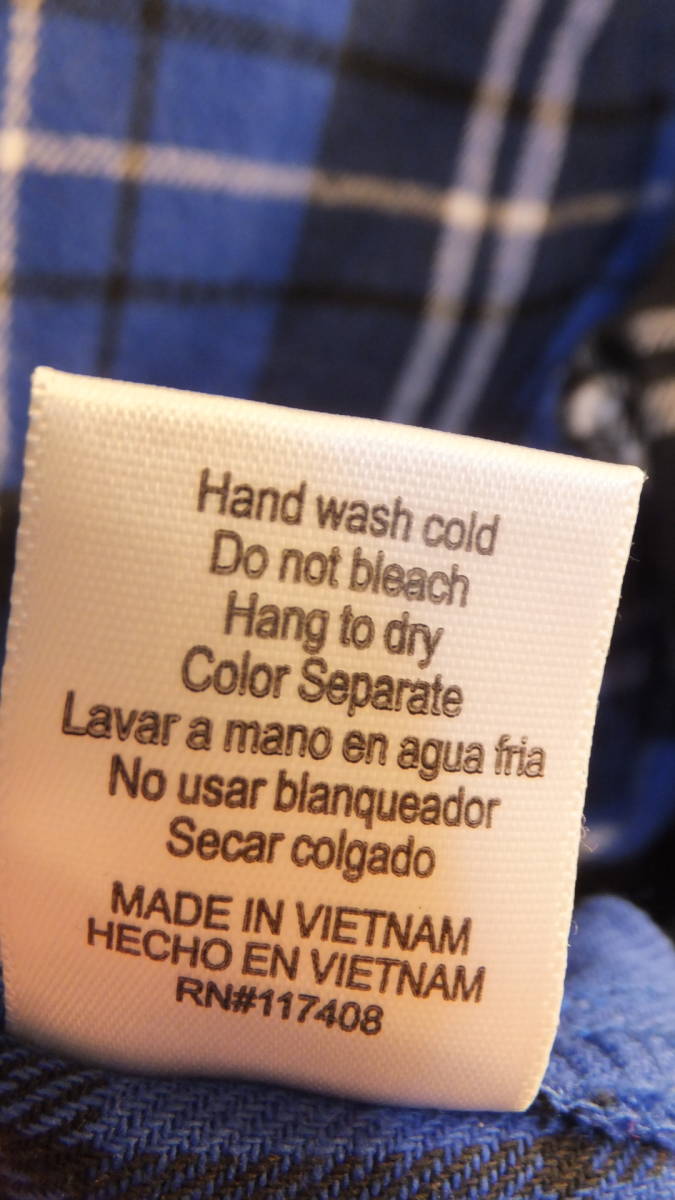 Hand wash cold
Do not bleach
Hang to dry
Color Separate
Lavar a mano en agua fria
No usar blanqueador
Secar colgado
MADE IN VIETNAM
HECHO EN VIETNAM
RN#117408